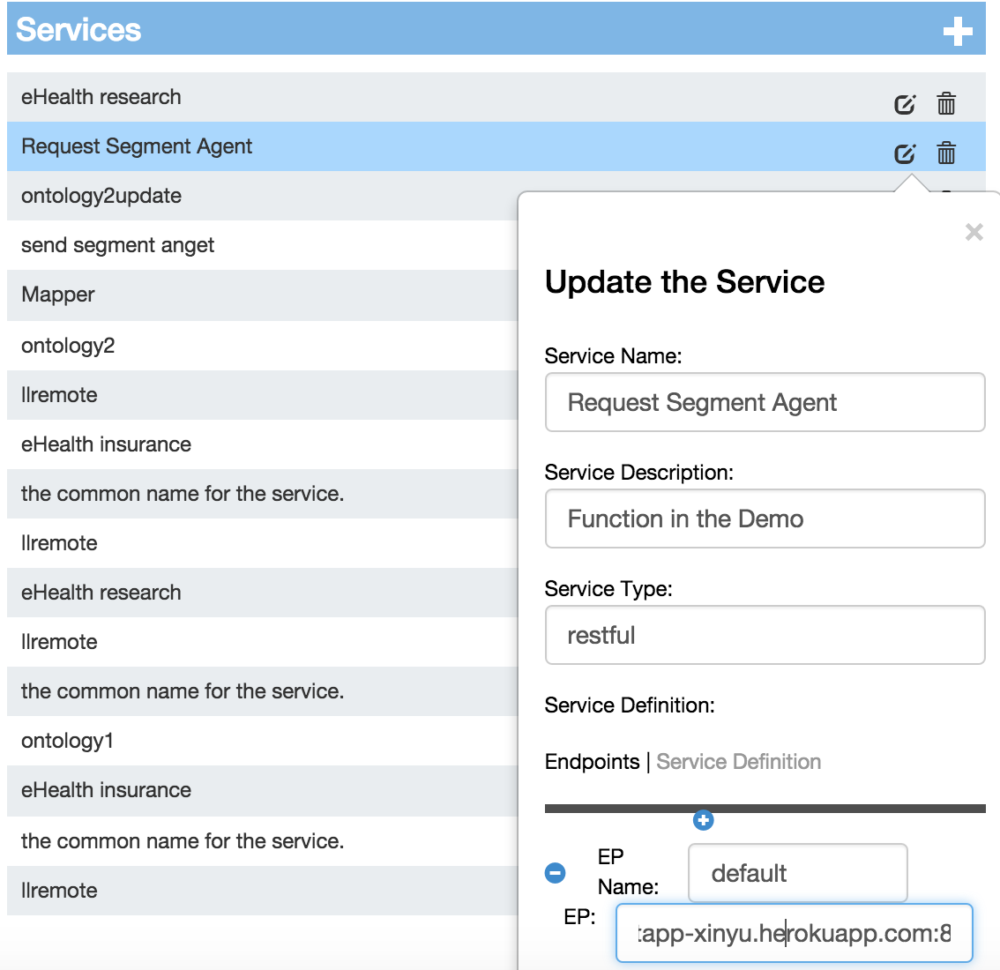 Services
eHealth research
Request Segment Agent
ontology2update
send segment anget
Mapper
ontology2
llremote
eHealth insurance
the common name for the service.
llremote
eHealth research
llremote
the common name for the service.
ontology1
eHealth insurance
the common name for the service.
llremote
Update the Service
Service Name:
Request Segment Agent
Service Description:
Function in the Demo
Service Type:
restful
Service Definition:
Endpoints | Service Definition
EP
Name:
default
EP:
tapp-xinyu.herokuapp.com:8